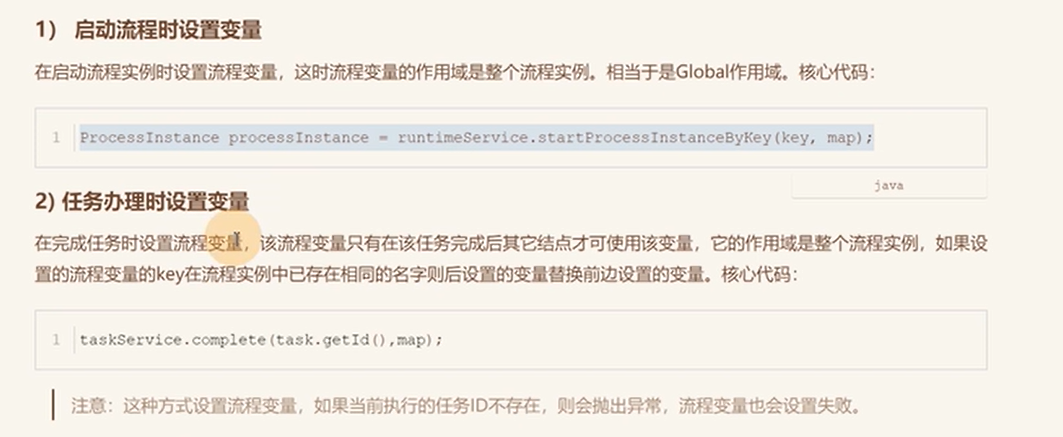 1） 启动流程时设置变量
在启动流程实例时设置流程变量，这时流程变量的作用域是整个流程实例。相当于是Global作用域。核心代码：
1 ProcessInstance processInstance = runtimeService.startProcessInstanceByKey(key, map);
java
2) 任务办理时设置变量
在完成任务时设置流程变量，该流程变量只有在该任务完成后其它结点才可使用该变量，它的作用域是整个流程实例，如果设
置的流程变量的key在流程实例中已存在相同的名字则后设置的变量替换前边设置的变量。核心代码：
1 taskService.complete(task.getId(),map);
注意：这种方式设置流程变量，如果当前执行的任务ID不存在，则会抛出异常，流程变量也会设置失败。